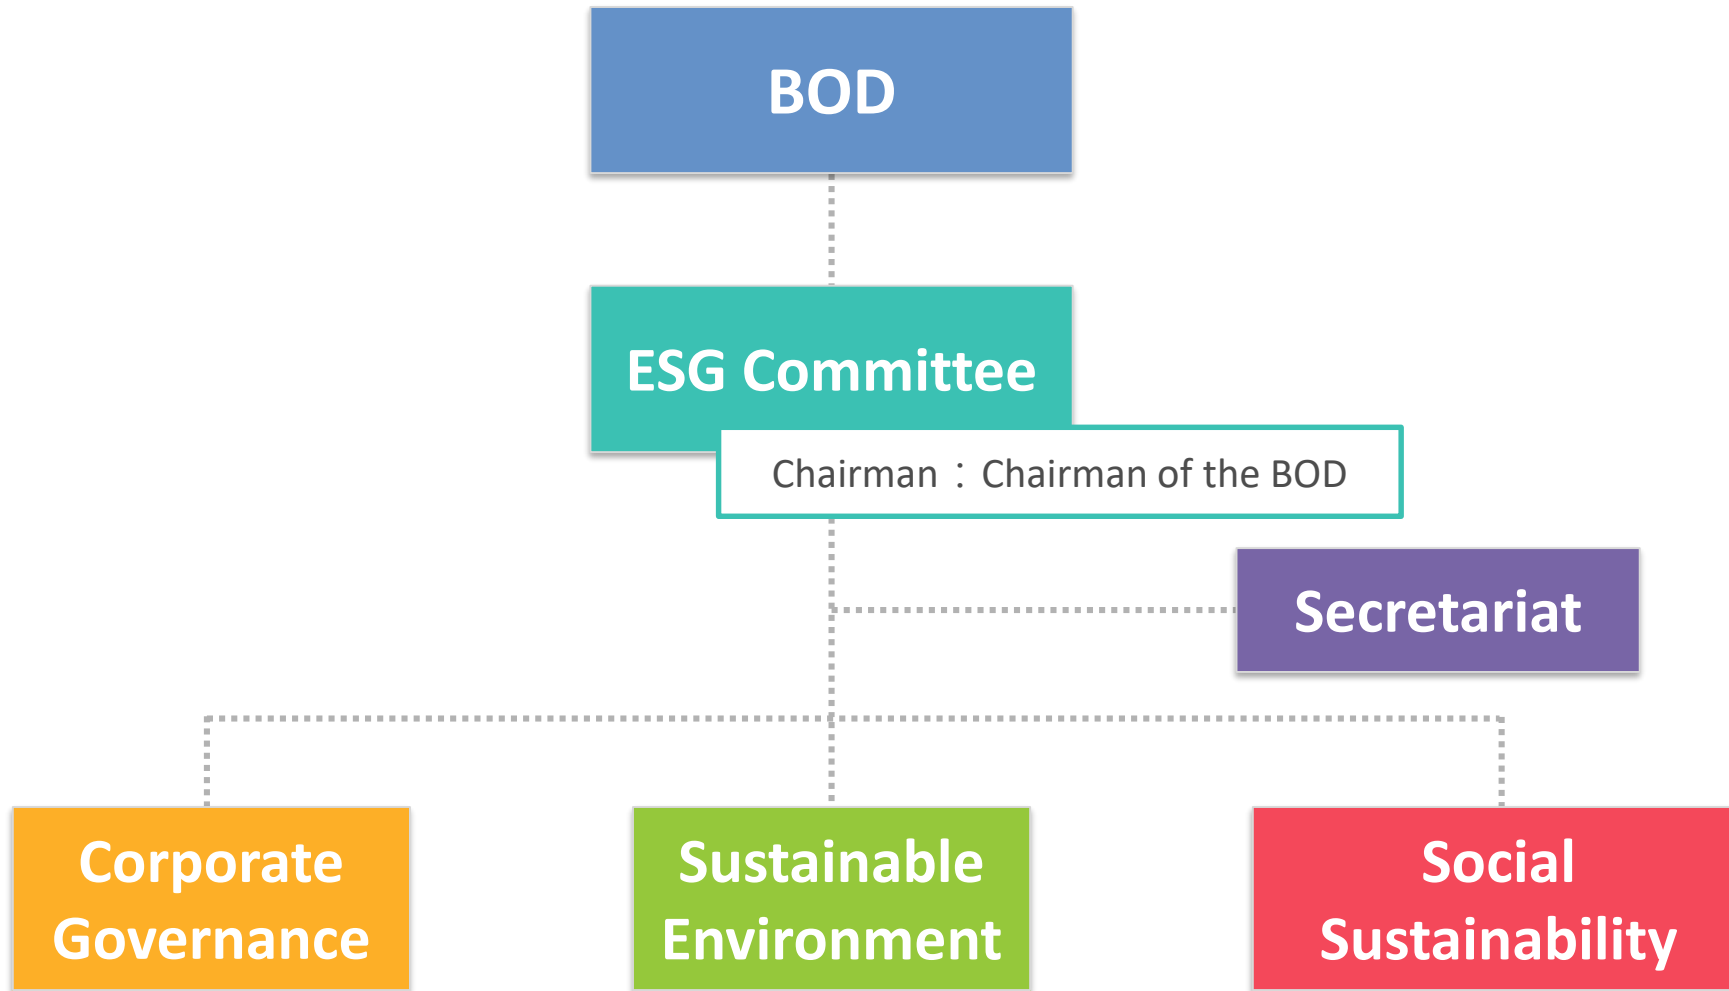 BOD
ESG Committee
Chairman：Chairman of the BOD
Secretariat
Corporate
Governance
Sustainable
Environment
Social
Sustainability